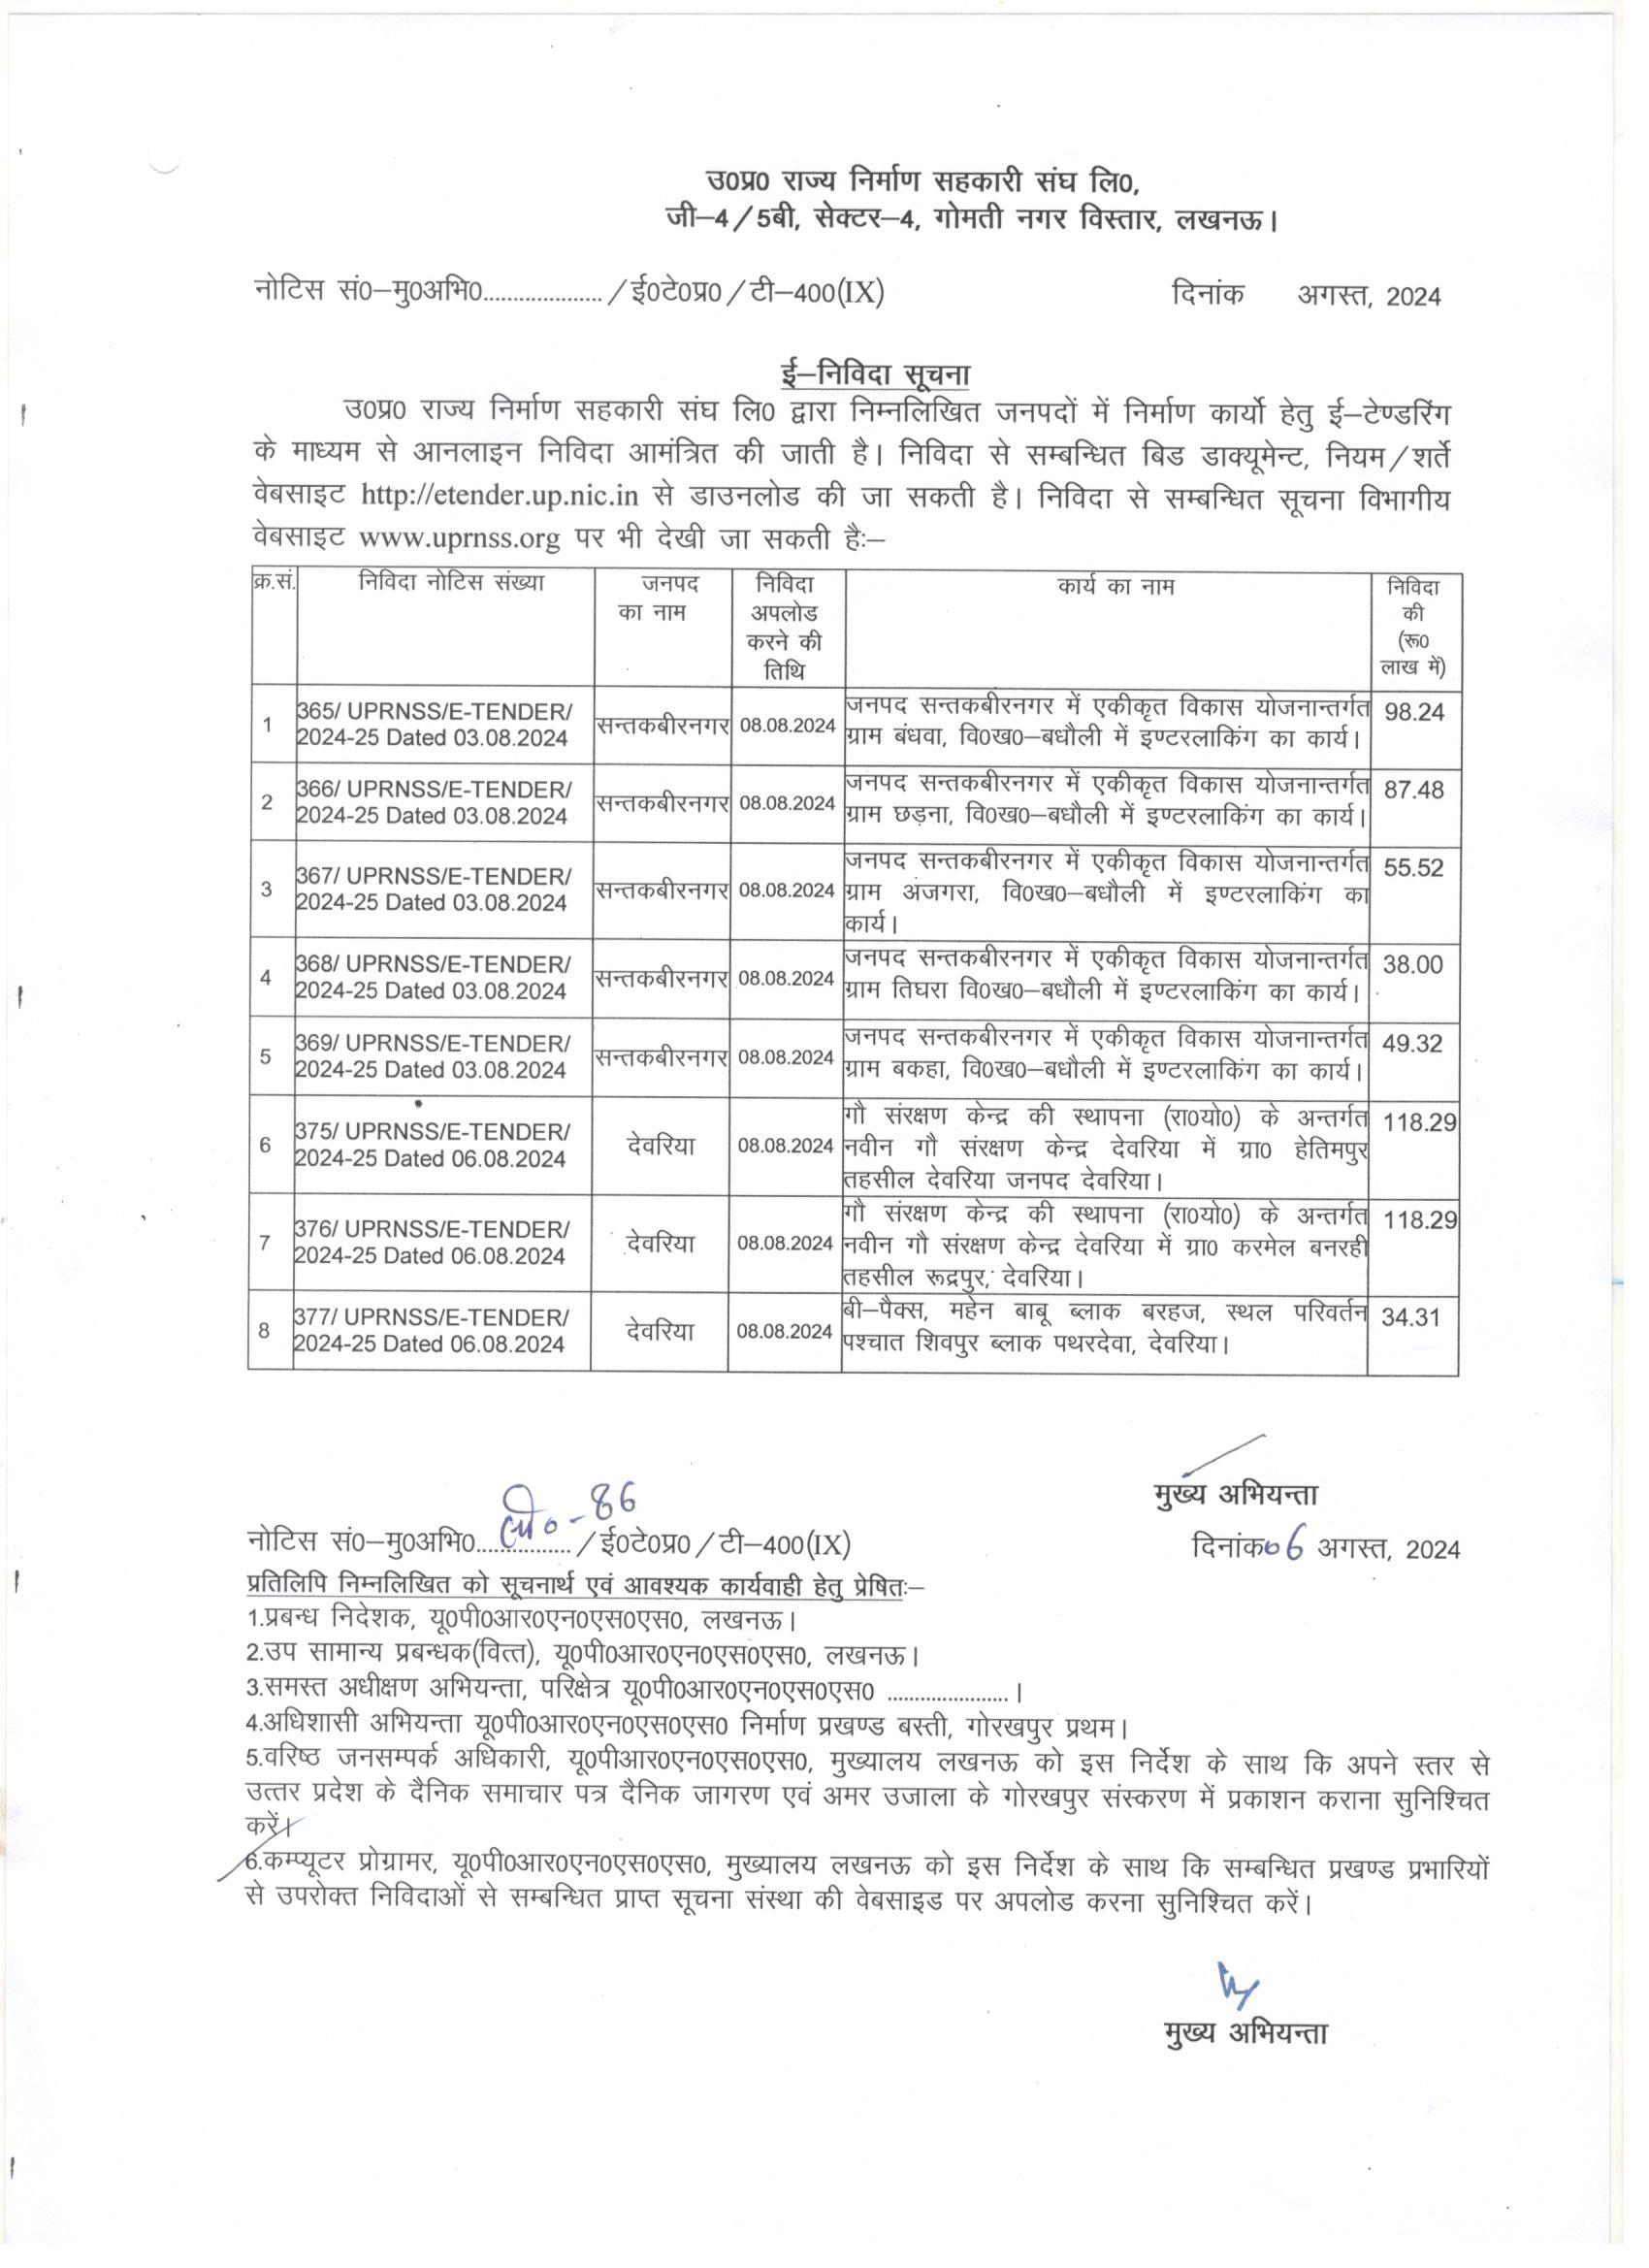 उ0प्र0 राज्य निर्माण सहकारी संघ लि0,
जी–4/5बी, सेक्टर–4, गोमती नगर विस्तार, लखनऊ।
नोटिस सं0–मु0अभि0.................... /ई0टे0प्र0/टी–400(IX) दिनांक अगस्त, 2024
ई–निविदा सूचना
उ0प्र0 राज्य निर्माण सहकारी संघ लि0 द्वारा निम्नलिखित जनपदों में निर्माण कार्यो हेतु ई–टेण्डरिंग
के माध्यम से आनलाइन निविदा आमंत्रित की जाती है। निविदा से सम्बन्धित बिड डाक्यूमेन्ट, नियम/शर्ते
वेबसाइट http://etender.up.nic.in से डाउनलोड की जा सकती है। निविदा से सम्बन्धित सूचना विभागीय
वेबसाइट www.uprnss.org पर भी देखी जा सकती हैः–
क्र.सं. निविदा नोटिस संख्या जनपद निविदा कार्य का नाम निविदा
का नाम अपलोड की
करने की (रू0
तिथि लाख में)
1 365/ UPRNSS/E-TENDER/ सन्तकबीरनगर 08.08.2024 जनपद सन्तकबीरनगर में एकीकृत विकास योजनान्तर्गत 98.24
2024-25 Dated 03.08.2024 ग्राम बंधवा, वि0ख0–बधौली में इण्टरलाकिंग का कार्य।
2 366/ UPRNSS/E-TENDER/ सन्तकबीरनगर 08.08.2024 जनपद सन्तकबीरनगर में एकीकृत विकास योजनान्तर्गत 87.48
2024-25 Dated 03.08.2024 ग्राम छड़ना, वि0ख0–बधौली में इण्टरलाकिंग का कार्य।
3 367/ UPRNSS/E-TENDER/ सन्तकबीरनगर 08.08.2024 जनपद सन्तकबीरनगर में एकीकृत विकास योजनान्तर्गत 55.52
2024-25 Dated 03.08.2024 ग्राम अंजगरा, वि0ख0–बधौली में इण्टरलाकिंग का
कार्य।
4 368/ UPRNSS/E-TENDER/ सन्तकबीरनगर 08.08.2024 जनपद सन्तकबीरनगर में एकीकृत विकास योजनान्तर्गत 38.00
2024-25 Dated 03.08.2024 ग्राम तिघरा वि0ख0–बधौली में इण्टरलाकिंग का कार्य।
5 369/ UPRNSS/E-TENDER/ सन्तकबीरनगर 08.08.2024 जनपद सन्तकबीरनगर में एकीकृत विकास योजनान्तर्गत 49.32
2024-25 Dated 03.08.2024 ग्राम बकहा, वि0ख0–बधौली में इण्टरलाकिंग का कार्य।
6 375/ UPRNSS/E-TENDER/ देवरिया 08.08.2024 गौ संरक्षण केन्द्र की स्थापना (रा0यो0) के अन्तर्गत 118.29
2024-25 Dated 06.08.2024 नवीन गौ संरक्षण केन्द्र देवरिया में ग्रा0 हेतिमपुर
तहसील देवरिया जनपद देवरिया।
7 376/ UPRNSS/E-TENDER/ देवरिया 08.08.2024 गौ संरक्षण केन्द्र की स्थापना (रा0यो0) के अन्तर्गत 118.29
2024-25 Dated 06.08.2024 नवीन गौ संरक्षण केन्द्र देवरिया में ग्रा0 करमेल बनरही
तहसील रूद्रपुर, देवरिया।
8 377/ UPRNSS/E-TENDER/ देवरिया 08.08.2024 बी–पैक्स, महेन बाबू ब्लाक बरहज, स्थल परिवर्तन 34.31
2024-25 Dated 06.08.2024 पश्चात शिवपुर ब्लाक पथरदेवा, देवरिया।
मुख्य अभियन्ता
नोटिस सं0–मु0अभि0 –86 /ई0टे0प्र0/टी–400(IX) दिनांक 06 अगस्त, 2024
प्रतिलिपि निम्नलिखित को सूचनार्थ एवं आवश्यक कार्यवाही हेतु प्रेषितः–
1.प्रबन्ध निदेशक, यू0पी0आर0एन0एस0एस0, लखनऊ।
2.उप सामान्य प्रबन्धक(वित्त), यू0पी0आर0एन0एस0एस0, लखनऊ।
3.समस्त अधीक्षण अभियन्ता, परिक्षेत्र यू0पी0आर0एन0एस0एस0 ......................।
4.अधिशासी अभियन्ता यू0पी0आर0एन0एस0एस0 निर्माण प्रखण्ड बस्ती, गोरखपुर प्रथम।
5.वरिष्ठ जनसम्पर्क अधिकारी, यू0पीआर0एन0एस0एस0, मुख्यालय लखनऊ को इस निर्देश के साथ कि अपने स्तर से
उत्तर प्रदेश के दैनिक समाचार पत्र दैनिक जागरण एवं अमर उजाला के गोरखपुर संस्करण में प्रकाशन कराना सुनिश्चित
करें।
6.कम्प्यूटर प्रोग्रामर, यू0पी0आर0एन0एस0एस0, मुख्यालय लखनऊ को इस निर्देश के साथ कि सम्बन्धित प्रखण्ड प्रभारियों
से उपरोक्त निविदाओं से सम्बन्धित प्राप्त सूचना संस्था की वेबसाइड पर अपलोड करना सुनिश्चित करें।
मुख्य अभियन्ता